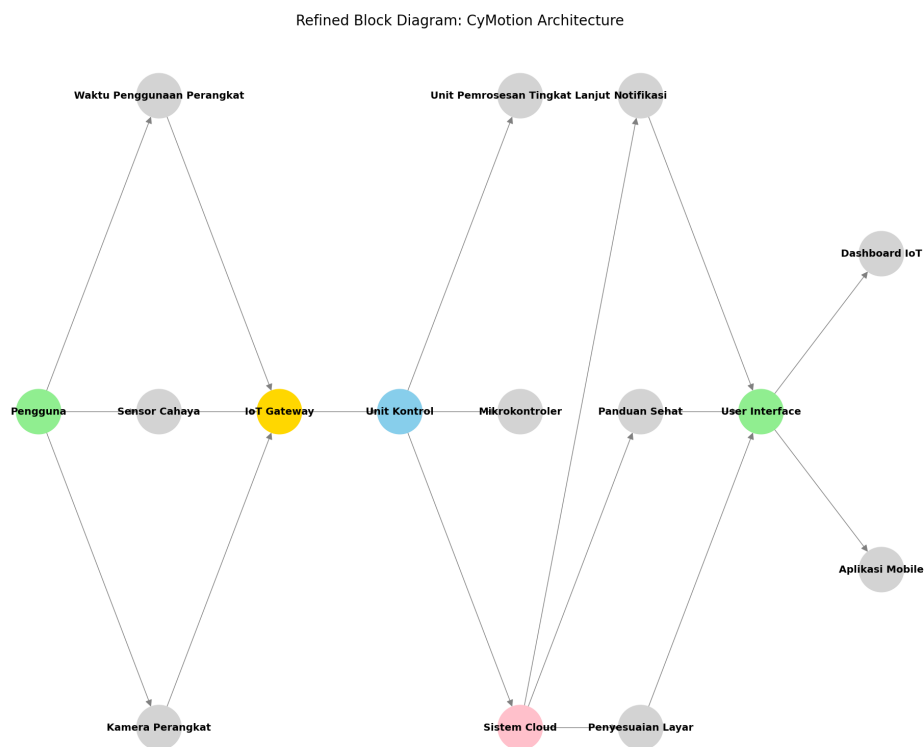 Refined Block Diagram: CyMotion Architecture
Waktu Penggunaan Perangkat
Unit Pemrosesan Tingkat Lanjut
Notifikasi
Dashboard IoT
Pengguna
Sensor Cahaya
IoT Gateway
Unit Kontrol
Mikrokontroler
Panduan Sehat
User Interface
Aplikasi Mobile
Kamera Perangkat
Sistem Cloud
Penyesuaian Layar